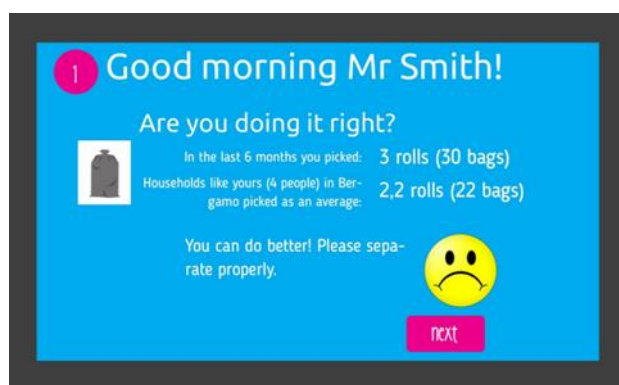 1 Good morning Mr Smith!
Are you doing it right?
In the last 6 months you picked: 3 rolls (30 bags)
Households like yours (4 people) in Ber-
gamo picked as an average: 2,2 rolls (22 bags)
You can do better! Please sepa-
rate properly.
next